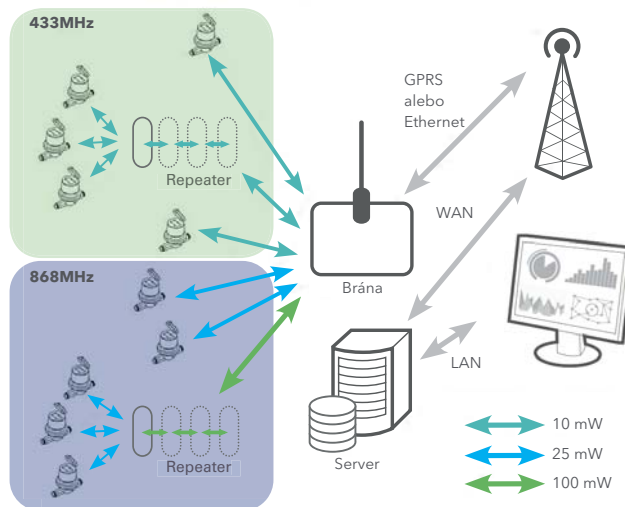 433MHz
Repeater
868MHz
Repeater
GPRS
alebo
Ethernet
WAN
Brána
LAN
Server
10 mW
25 mW
100 mW